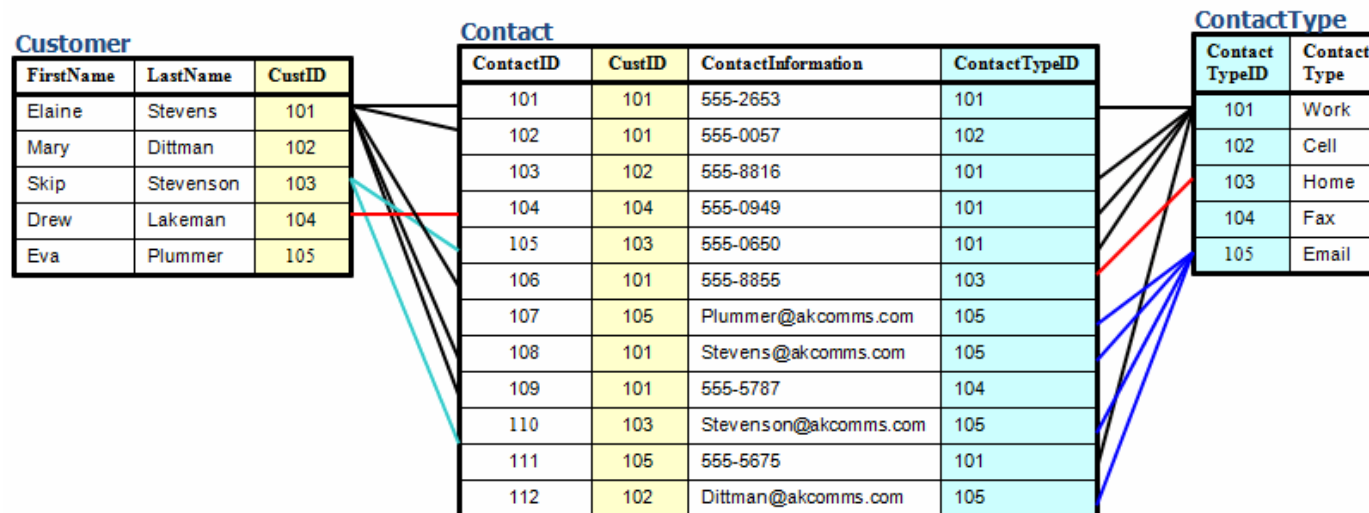 Customer
FirstName LastName CustID
Elaine Stevens 101
Mary Dittman 102
Skip Stevenson 103
Drew Lakeman 104
Eva Plummer 105
Contact
ContactID CustID ContactInformation ContactTypeID
101 101 555-2653 101
102 101 555-0057 102
103 102 555-8816 101
104 104 555-0949 101
105 103 555-0650 101
106 101 555-8855 103
107 105 Plummer@akcomms.com 105
108 101 Stevens@akcomms.com 105
109 101 555-5787 104
110 103 Stevenson@akcomms.com 105
111 105 555-5675 101
112 102 Dittman@akcomms.com 105
ContactType
Contact Contact
TypeID Type
101 Work
102 Cell
103 Home
104 Fax
105 Email